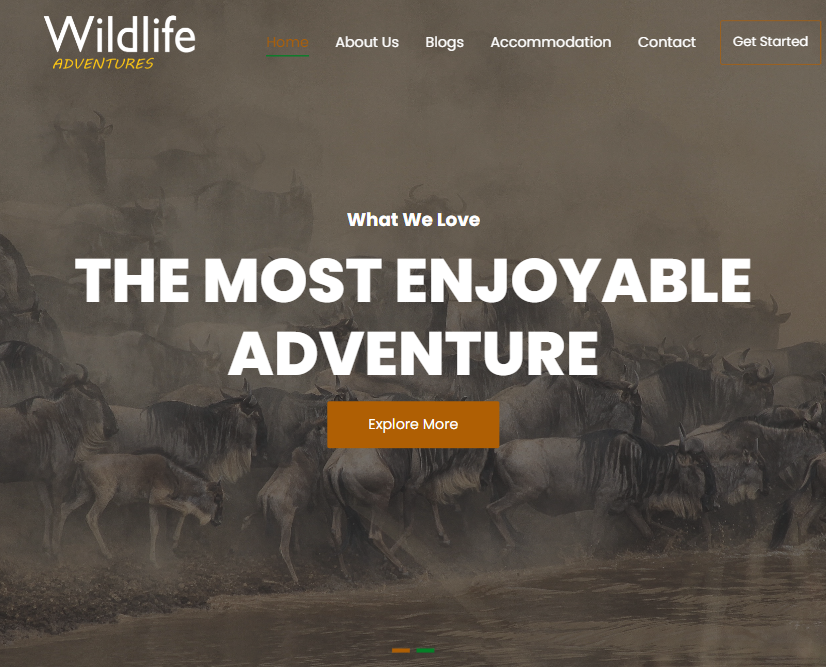 Wildlife
ADVENTURES
Home About Us Blogs Accommodation Contact Get Started
What We Love
THE MOST ENJOYABLE
ADVENTURE
Explore More